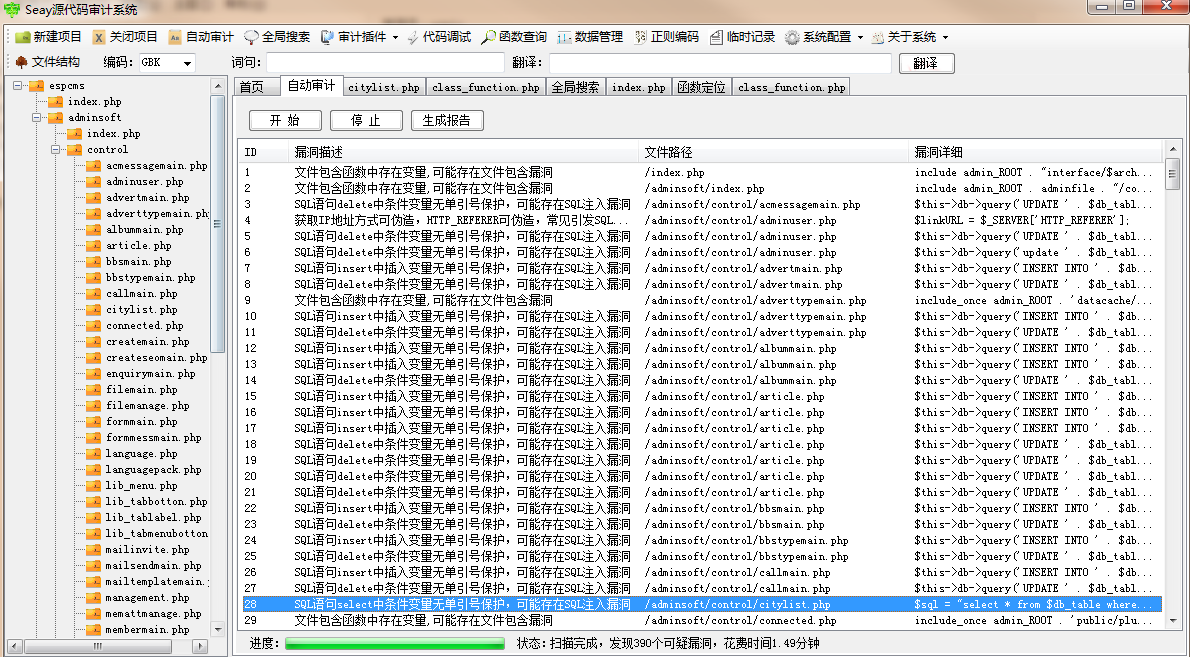 Seay源代码审计系统
新建项目 关闭项目 自动审计 全局搜索 审计插件 代码调试 函数查询 数据管理 正则编码 临时记录 系统配置 关于系统
文件结构 编码: GBK 词句: 翻译: 翻译
espcms
index.php
adminsoft
index.php
control
acmessagemain.php
adminuser.php
advertmain.php
adverttypemain.ph
albummain.php
article.php
bbsmain.php
bbstypemain.php
callmain.php
citylist.php
connected.php
createmain.php
createseomain.php
enquirymain.php
filemain.php
filemanage.php
formmain.php
formmessmain.php
language.php
languagepack.php
lib_menu.php
lib_tabbotton.php
lib_tablabel.php
lib_tabmenubotton
mailinvite.php
mailsendmain.php
mailtemplatemain.
management.php
memattmanage.php
membermain.php
首页 自动审计 citylist.php class_function.php 全局搜索 index.php 函数定位 class_function.php
开 始 停 止 生成报告
ID 漏洞描述 文件路径 漏洞详细
1 文件包含函数中存在变量,可能存在文件包含漏洞 /index.php include admin_ROOT . "interface/$arch...
2 文件包含函数中存在变量,可能存在文件包含漏洞 /adminsoft/index.php include admin_ROOT . adminfile . "/co...
3 SQL语句delete中条件变量无单引号保护，可能存在SQL注入漏洞 /adminsoft/control/acmessagemain.php $this->db->query('UPDATE ' . $db_tabl...
4 获取IP地址方式可伪造，HTTP_REFERER可伪造，常见引发SQL... /adminsoft/control/adminuser.php $linkURL = $_SERVER['HTTP_REFERER'];
5 SQL语句delete中条件变量无单引号保护，可能存在SQL注入漏洞 /adminsoft/control/adminuser.php $this->db->query('UPDATE ' . $db_tabl...
6 SQL语句delete中条件变量无单引号保护，可能存在SQL注入漏洞 /adminsoft/control/adminuser.php $this->db->query('update ' . $db_tabl...
7 SQL语句insert中插入变量无单引号保护，可能存在SQL注入漏洞 /adminsoft/control/advertmain.php $this->db->query('INSERT INTO ' . $db...
8 SQL语句delete中条件变量无单引号保护，可能存在SQL注入漏洞 /adminsoft/control/advertmain.php $this->db->query('UPDATE ' . $db_tabl...
9 文件包含函数中存在变量,可能存在文件包含漏洞 /adminsoft/control/adverttypemain.php include_once admin_ROOT . 'datacache/...
10 SQL语句insert中插入变量无单引号保护，可能存在SQL注入漏洞 /adminsoft/control/adverttypemain.php $this->db->query('INSERT INTO ' . $db...
11 SQL语句delete中条件变量无单引号保护，可能存在SQL注入漏洞 /adminsoft/control/adverttypemain.php $this->db->query('UPDATE ' . $db_tabl...
12 SQL语句insert中插入变量无单引号保护，可能存在SQL注入漏洞 /adminsoft/control/albummain.php $this->db->query('INSERT INTO ' . $db...
13 SQL语句insert中插入变量无单引号保护，可能存在SQL注入漏洞 /adminsoft/control/albummain.php $this->db->query('INSERT INTO ' . $db...
14 SQL语句delete中条件变量无单引号保护，可能存在SQL注入漏洞 /adminsoft/control/albummain.php $this->db->query('UPDATE ' . $db_tabl...
15 SQL语句insert中插入变量无单引号保护，可能存在SQL注入漏洞 /adminsoft/control/article.php $this->db->query('INSERT INTO ' . $db...
16 SQL语句insert中插入变量无单引号保护，可能存在SQL注入漏洞 /adminsoft/control/article.php $this->db->query('INSERT INTO ' . $db...
17 SQL语句insert中插入变量无单引号保护，可能存在SQL注入漏洞 /adminsoft/control/article.php $this->db->query('INSERT INTO ' . $db...
18 SQL语句delete中条件变量无单引号保护，可能存在SQL注入漏洞 /adminsoft/control/article.php $this->db->query('UPDATE ' . $db_tabl...
19 SQL语句delete中条件变量无单引号保护，可能存在SQL注入漏洞 /adminsoft/control/article.php $this->db->query('UPDATE ' . $db_tabl...
20 SQL语句delete中条件变量无单引号保护，可能存在SQL注入漏洞 /adminsoft/control/article.php $this->db->query('UPDATE ' . $db_tabl...
21 SQL语句delete中条件变量无单引号保护，可能存在SQL注入漏洞 /adminsoft/control/article.php $this->db->query('UPDATE ' . $db_tabl...
22 SQL语句insert中插入变量无单引号保护，可能存在SQL注入漏洞 /adminsoft/control/bbsmain.php $this->db->query('INSERT INTO ' . $db...
23 SQL语句delete中条件变量无单引号保护，可能存在SQL注入漏洞 /adminsoft/control/bbsmain.php $this->db->query('UPDATE ' . $db_tabl...
24 SQL语句insert中插入变量无单引号保护，可能存在SQL注入漏洞 /adminsoft/control/bbstypemain.php $this->db->query('INSERT INTO ' . $db...
25 SQL语句delete中条件变量无单引号保护，可能存在SQL注入漏洞 /adminsoft/control/bbstypemain.php $this->db->query('UPDATE ' . $db_tabl...
26 SQL语句insert中插入变量无单引号保护，可能存在SQL注入漏洞 /adminsoft/control/callmain.php $this->db->query('INSERT INTO ' . $db...
27 SQL语句delete中条件变量无单引号保护，可能存在SQL注入漏洞 /adminsoft/control/callmain.php $this->db->query('UPDATE ' . $db_tabl...
28 SQL语句select中条件变量无单引号保护，可能存在SQL注入漏洞 /adminsoft/control/citylist.php $sql = "select * from $db_table where...
29 文件包含函数中存在变量,可能存在文件包含漏洞 /adminsoft/control/connected.php include_once admin_ROOT . 'public/plu...
进度: 状态:扫描完成，发现390个可疑漏洞，花费时间1.49分钟